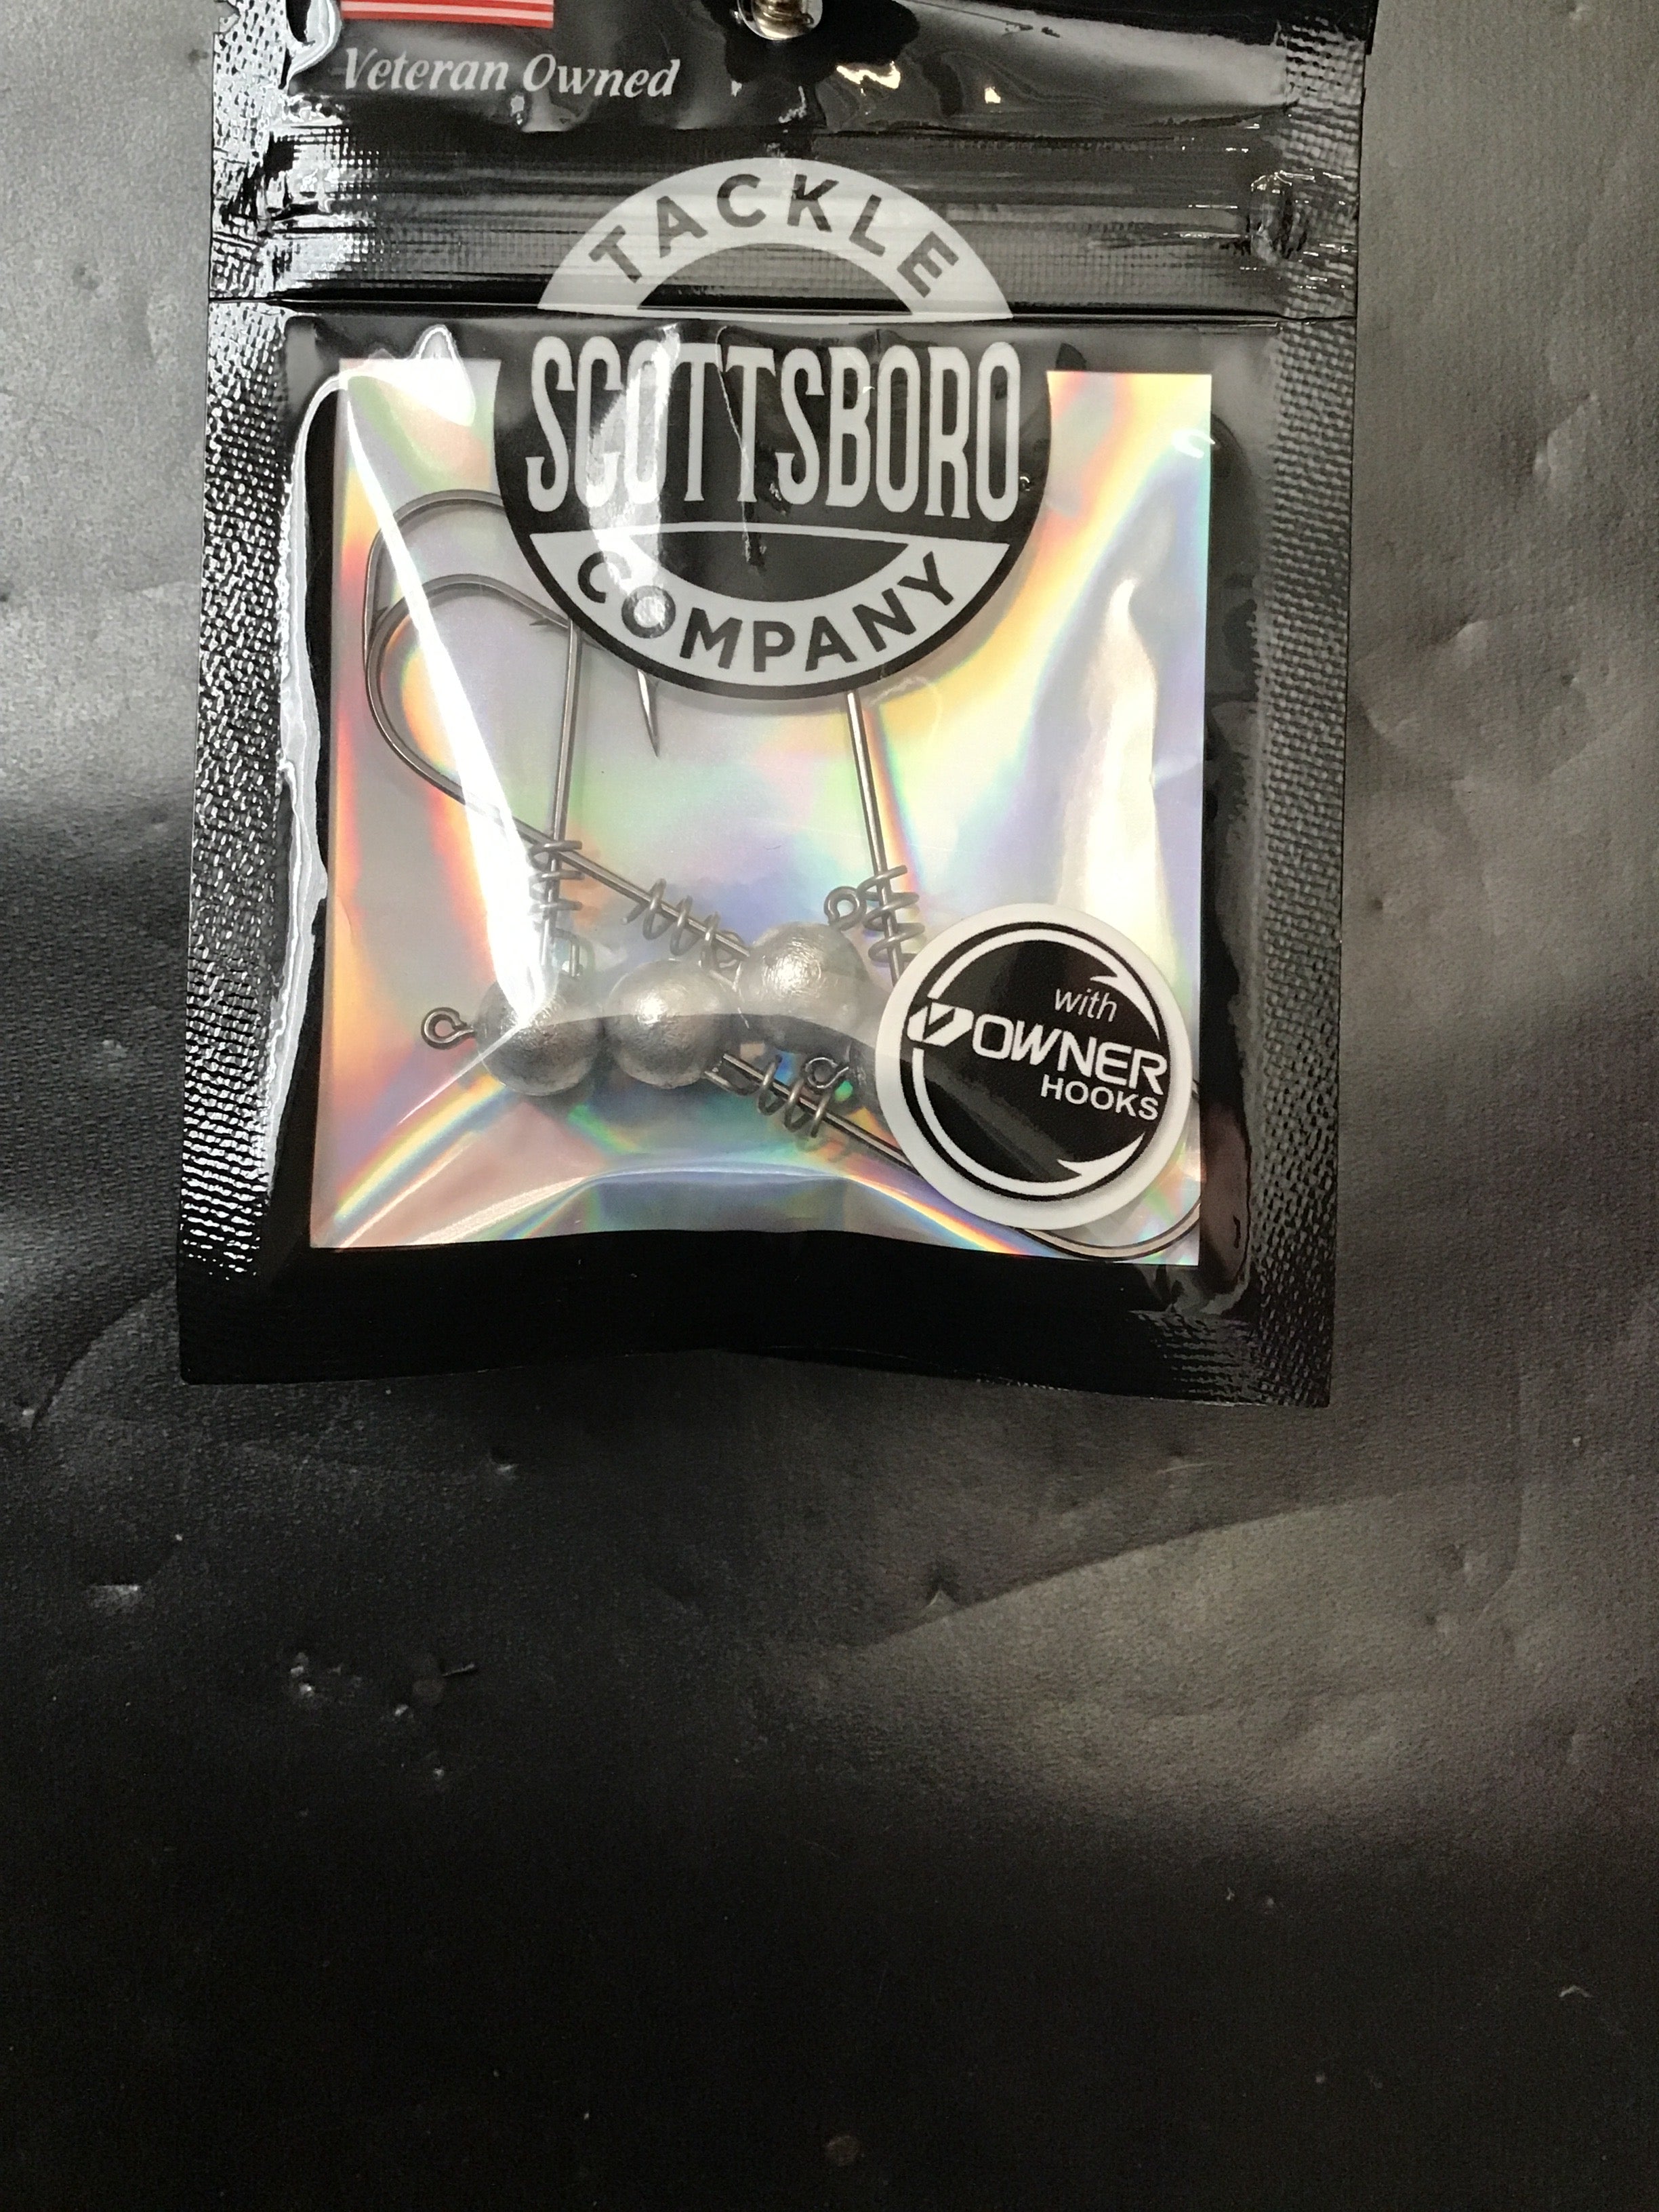 Veteran Owned
TACKLE
SCOTTSBORO
COMPANY
with
OWNER
HOOKS